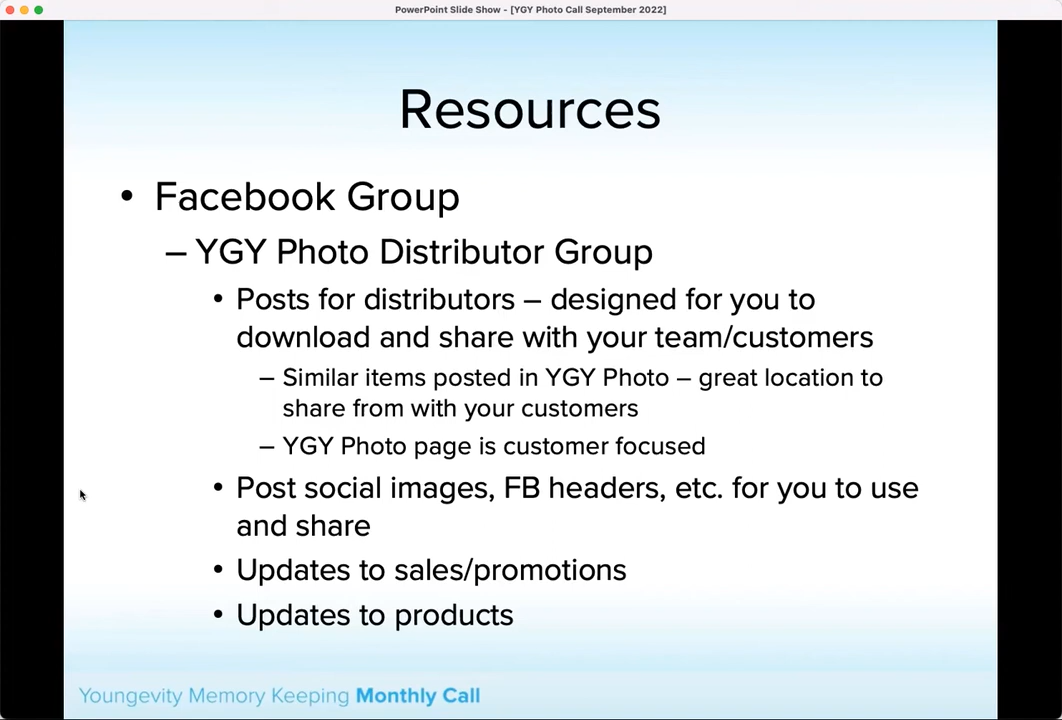 PowerPoint Slide Show - [YGY Photo Call September 2022]
Resources
• Facebook Group
– YGY Photo Distributor Group
• Posts for distributors – designed for you to
download and share with your team/customers
– Similar items posted in YGY Photo – great location to
share from with your customers
– YGY Photo page is customer focused
• Post social images, FB headers, etc. for you to use
and share
• Updates to sales/promotions
• Updates to products
Youngevity Memory Keeping Monthly Call